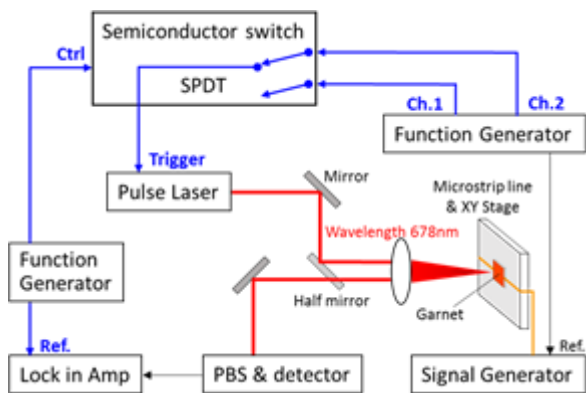 Semiconductor switch
Ctrl
SPDT
Ch.1
Ch.2
Function Generator
Trigger
Pulse Laser
Mirror
Microstrip line
& XY Stage
Wavelength 678nm
Function
Generator
Half mirror
Garnet
Ref.
Ref.
Lock in Amp
PBS & detector
Signal Generator